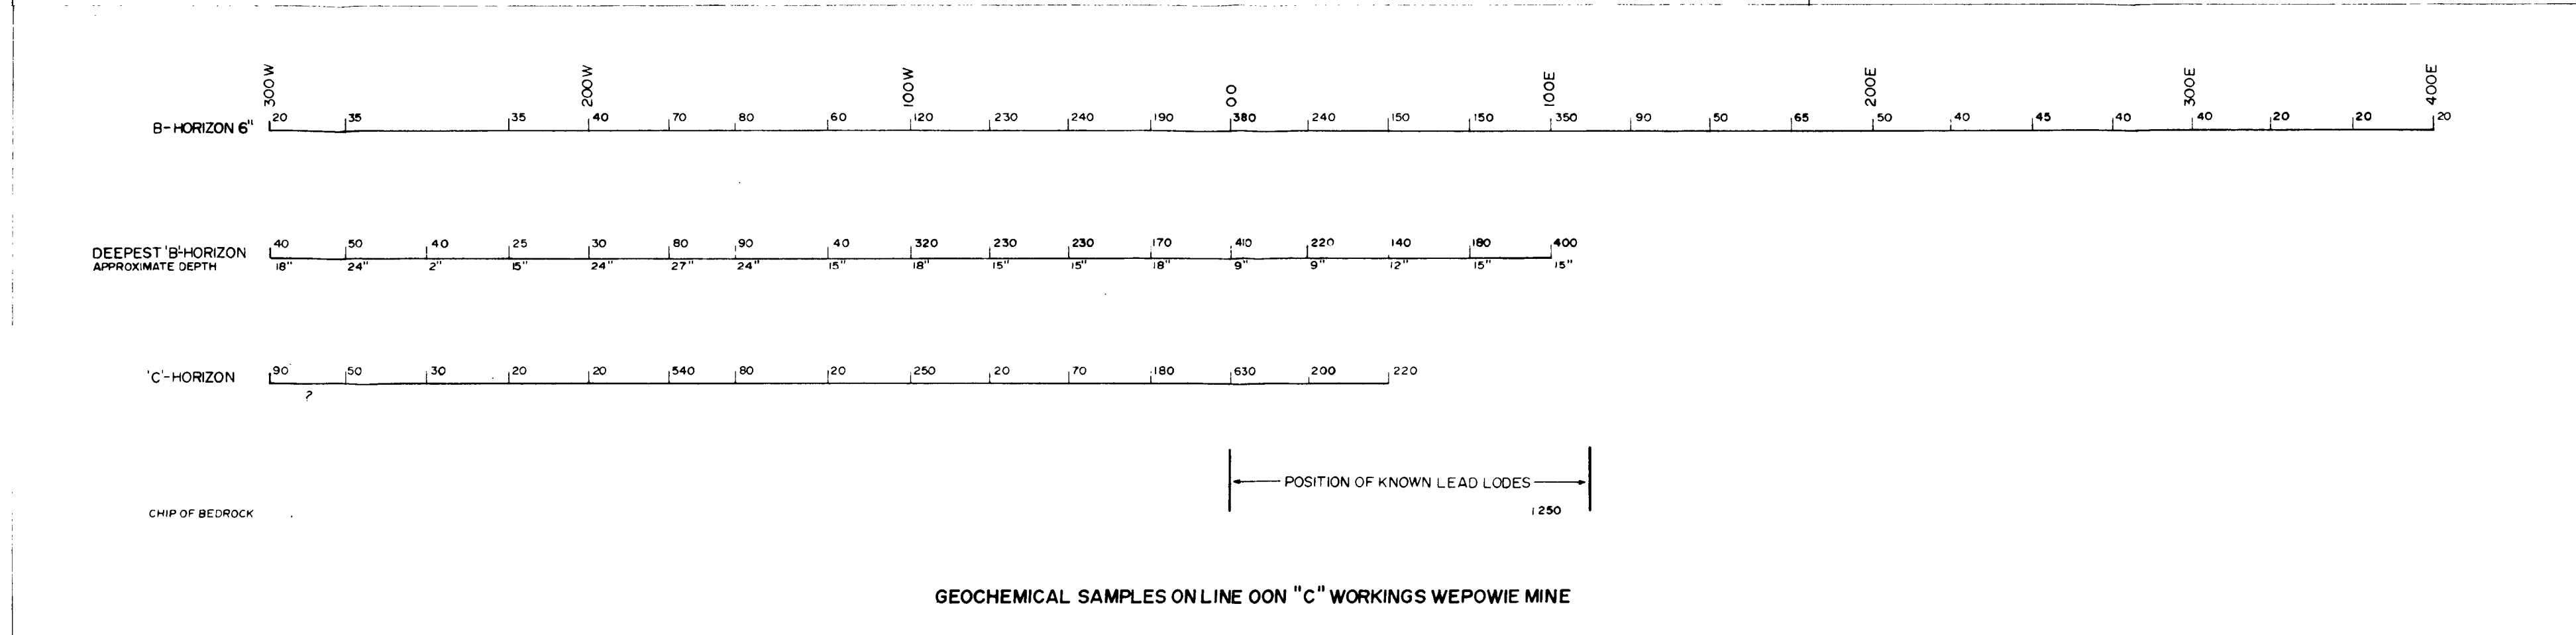 300W 200W 100W 00 100E 200E 300E 400E
B-HORIZON 6" 20 35 35 40 70 80 60 120 230 240 190 380 240 150 150 350 90 50 65 50 40 45 40 40 20 20 20
DEEPEST 'B'-HORIZON 40 50 40 25 30 80 90 40 320 230 230 170 410 220 140 180 400
APPROXIMATE DEPTH 18" 24" 2" 15" 24" 27" 24" 15" 18" 15" 15" 18" 9" 9" 12" 15" 15"
'C'-HORIZON 90 50 30 20 20 540 80 20 250 20 70 180 630 200 220
?
POSITION OF KNOWN LEAD LODES
CHIP OF BEDROCK 1250
GEOCHEMICAL SAMPLES ON LINE OON "C" WORKINGS WEPOWIE MINE